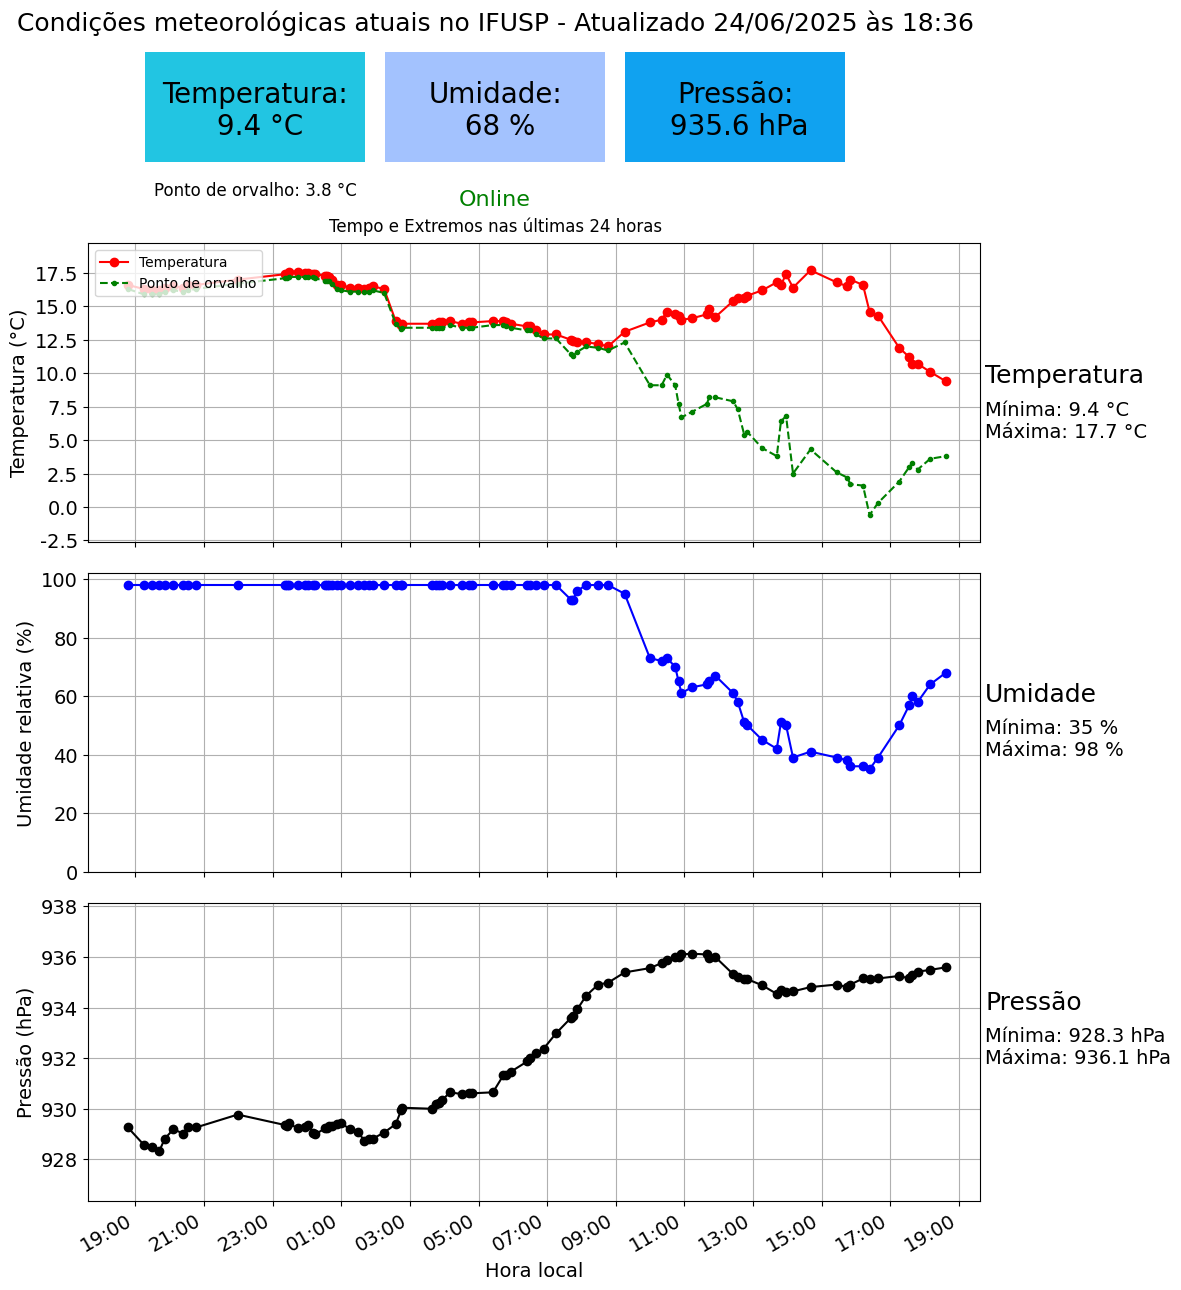 Condições meteorológicas atuais no IFUSP - Atualizado 24/06/2025 às 18:36
Temperatura:
9.4 °C
Umidade:
68 %
Pressão:
935.6 hPa
Ponto de orvalho: 3.8 °C
Online
Tempo e Extremos nas últimas 24 horas
Temperatura
Ponto de orvalho
Temperatura (°C)
17.5
15.0
12.5
10.0
7.5
5.0
2.5
0.0
-2.5
Temperatura
Mínima: 9.4 °C
Máxima: 17.7 °C
Umidade relativa (%)
100
80
60
40
20
0
Umidade
Mínima: 35 %
Máxima: 98 %
Pressão (hPa)
938
936
934
932
930
928
Pressão
Mínima: 928.3 hPa
Máxima: 936.1 hPa
19:00
21:00
23:00
01:00
03:00
05:00
07:00
09:00
11:00
13:00
15:00
17:00
19:00
Hora local